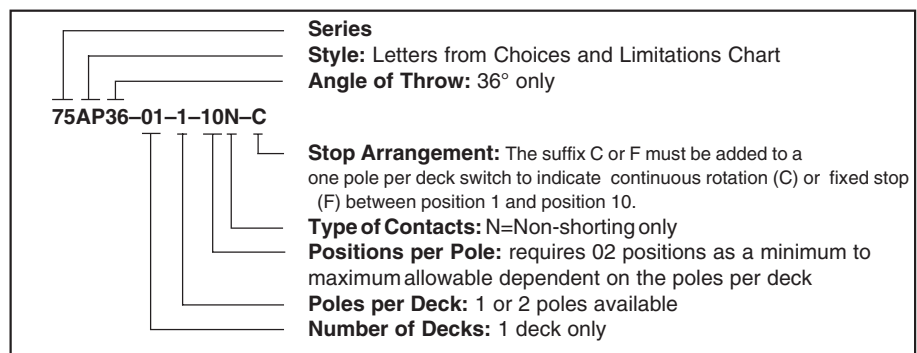 Series
Style: Letters from Choices and Limitations Chart
Angle of Throw: 36° only
75AP36–01–1–10N–C
Stop Arrangement: The suffix C or F must be added to a
one pole per deck switch to indicate continuous rotation (C) or fixed stop
(F) between position 1 and position 10.
Type of Contacts: N=Non-shorting only
Positions per Pole: requires 02 positions as a minimum to
maximum allowable dependent on the poles per deck
Poles per Deck: 1 or 2 poles available
Number of Decks: 1 deck only